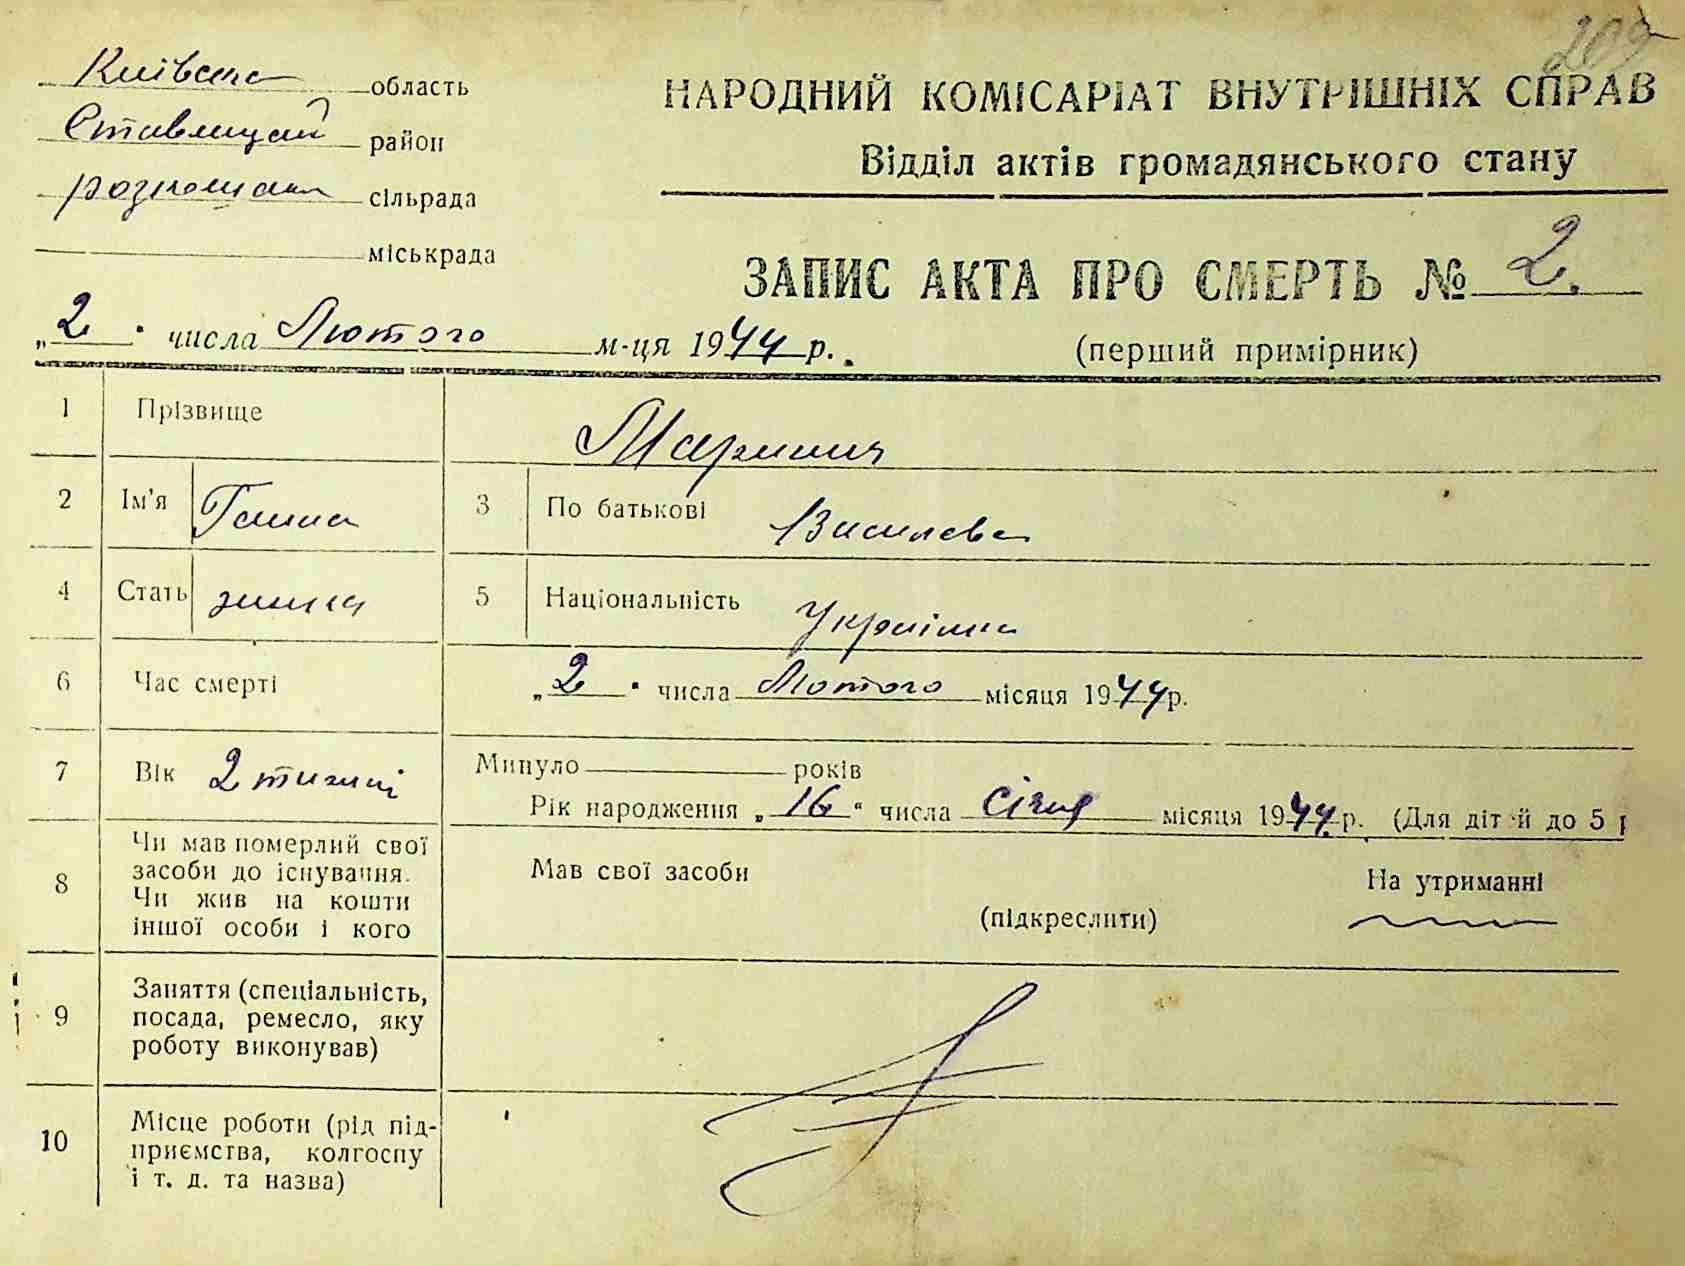 209
Київська область
Ставищан район
розкошан сільрада
міськрада
НАРОДНИЙ КОМІСАРІАТ ВНУТРІШНІХ СПРАВ
Відділ актів громадянського стану
ЗАПИС АКТА ПРО СМЕРТЬ № 2.
(перший примірник)
„2" числа Лютого м-ця 1944 р.
1 Прізвище Маринич
2 Ім'я Ганна 3 По батькові Василева
4 Стать жінка 5 Національність Українка
6 Час смерті „2" числа Лютого місяця 1944 р.
7 Вік 2 тижні Минуло років
Рік народження „16" числа Січня місяця 1944 р. (Для дітей до 5 р
8 Чи мав померлий свої
засоби до існування.
Чи жив на кошти
іншої особи і кого
Мав свої засоби
(підкреслити)
На утриманні
9 Заняття (спеціальність,
посада, ремесло, яку
роботу виконував)
10 Місце роботи (рід під-
приємства, колгоспу
і т. д. та назва)